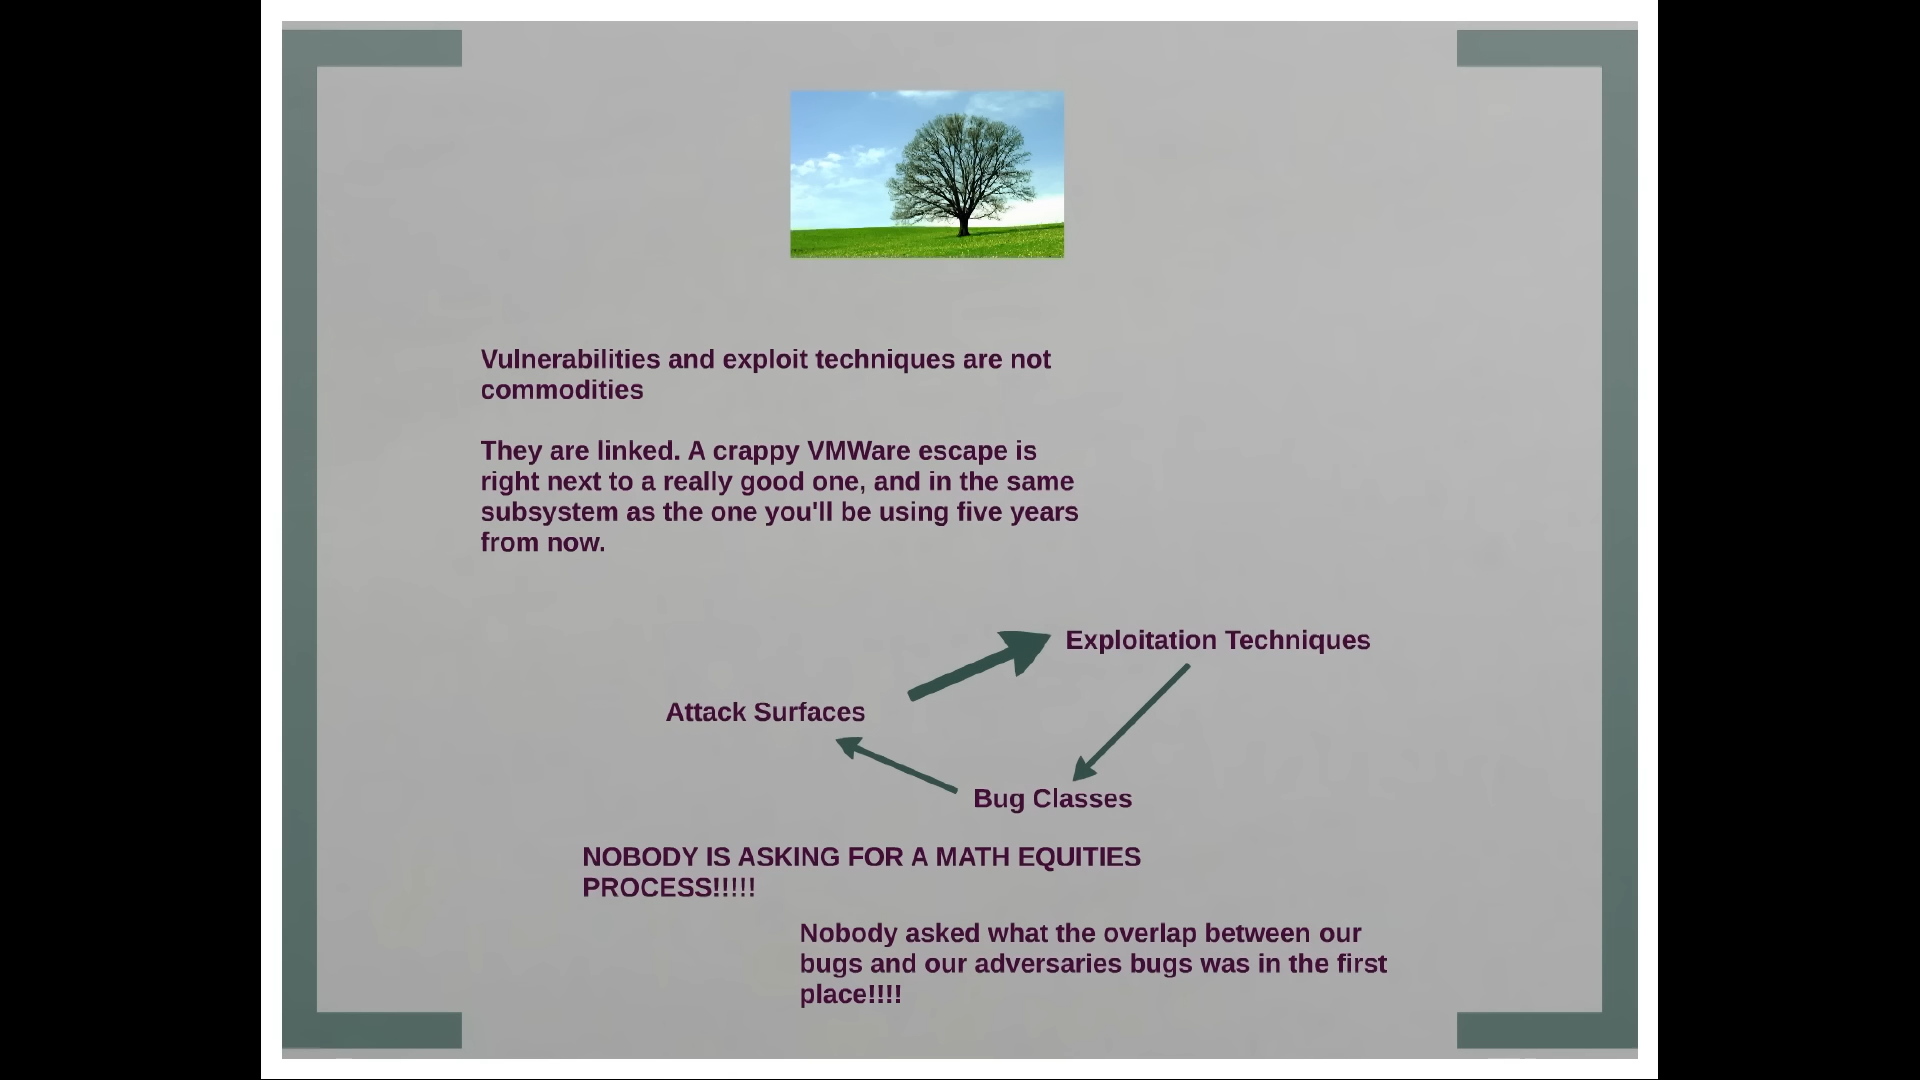 Vulnerabilities and exploit techniques are not
commodities
They are linked. A crappy VMWare escape is
right next to a really good one, and in the same
subsystem as the one you'll be using five years
from now.
Exploitation Techniques
Attack Surfaces
Bug Classes
NOBODY IS ASKING FOR A MATH EQUITIES
PROCESS!!!!!
Nobody asked what the overlap between our
bugs and our adversaries bugs was in the first
place!!!!